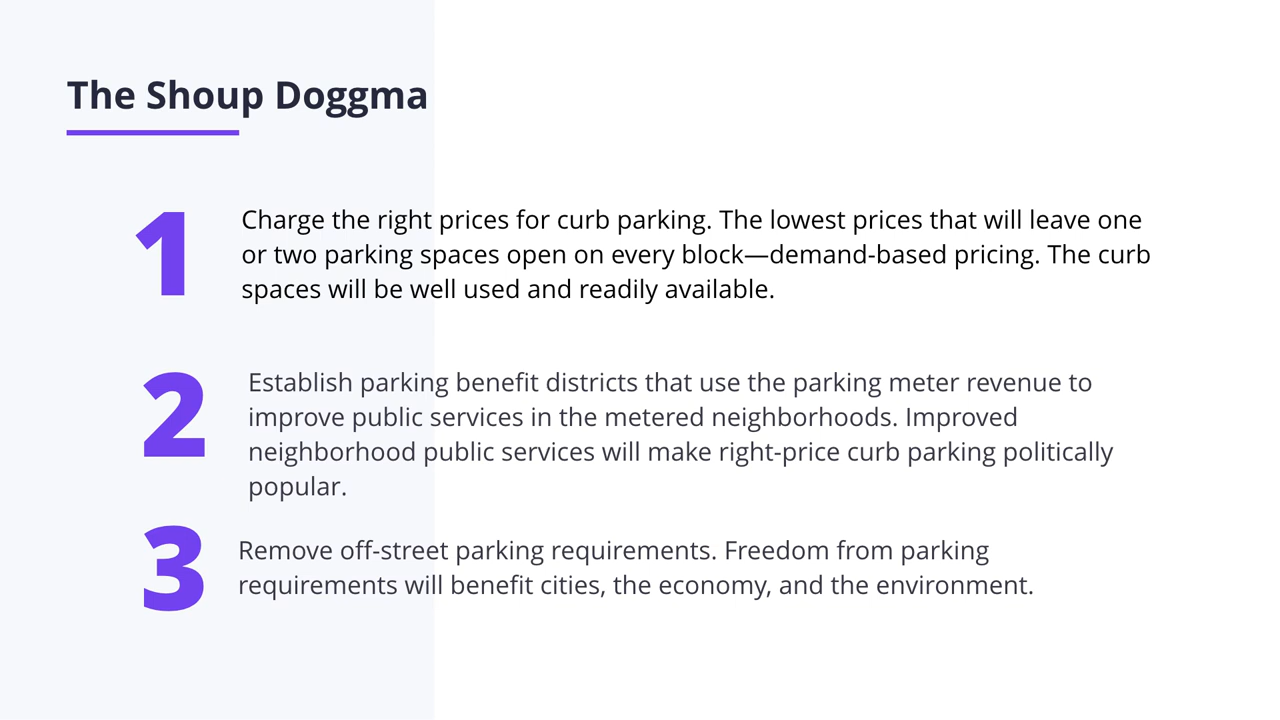 The Shoup Doggma
1
Charge the right prices for curb parking. The lowest prices that will leave one
or two parking spaces open on every block—demand-based pricing. The curb
spaces will be well used and readily available.
2
Establish parking benefit districts that use the parking meter revenue to
improve public services in the metered neighborhoods. Improved
neighborhood public services will make right-price curb parking politically
popular.
3
Remove off-street parking requirements. Freedom from parking
requirements will benefit cities, the economy, and the environment.